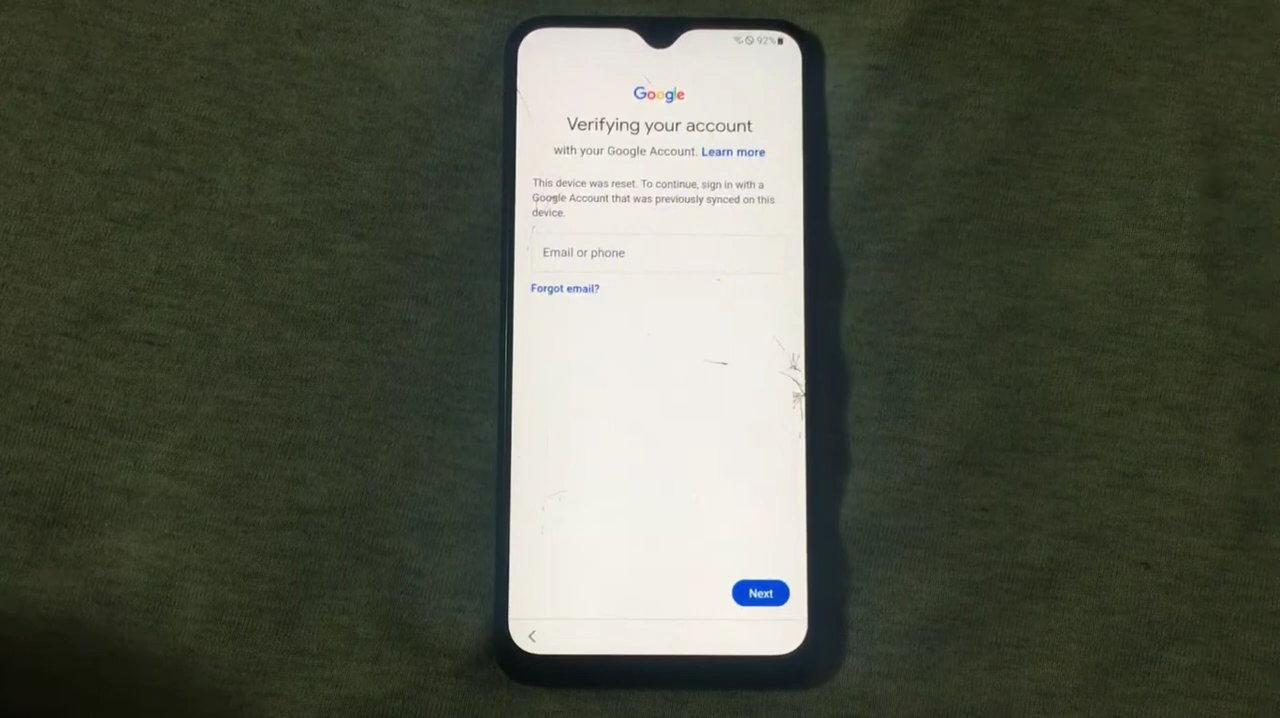 92%
Google
Verifying your account
with your Google Account. Learn more
This device was reset. To continue, sign in with a
Google Account that was previously synced on this
device.
Email or phone
Forgot email?
Next